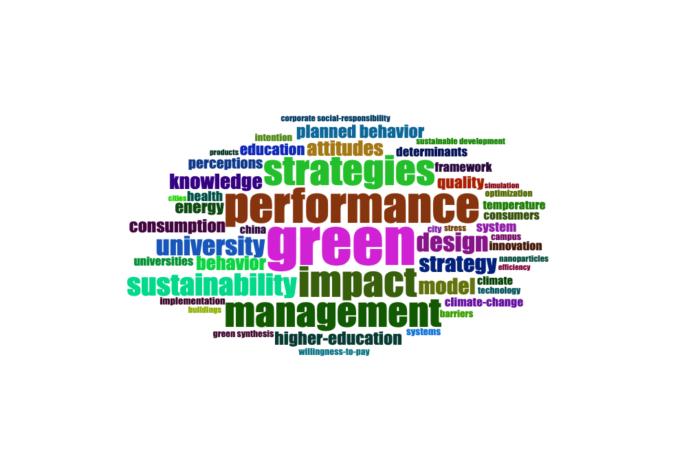 corporate social-responsibility
planned behavior
intention
sustainable development
products
education
attitudes
determinants
perceptions
strategies
framework
knowledge
quality
simulation
optimization
cities
health
energy
performance
temperature
consumers
consumption
china
green
city
stress
system
campus
university
design
innovation
universities
behavior
strategy
nanoparticles
efficiency
sustainability
impact
model
climate
technology
implementation
buildings
management
climate-change
barriers
green synthesis
higher-education
systems
willingness-to-pay